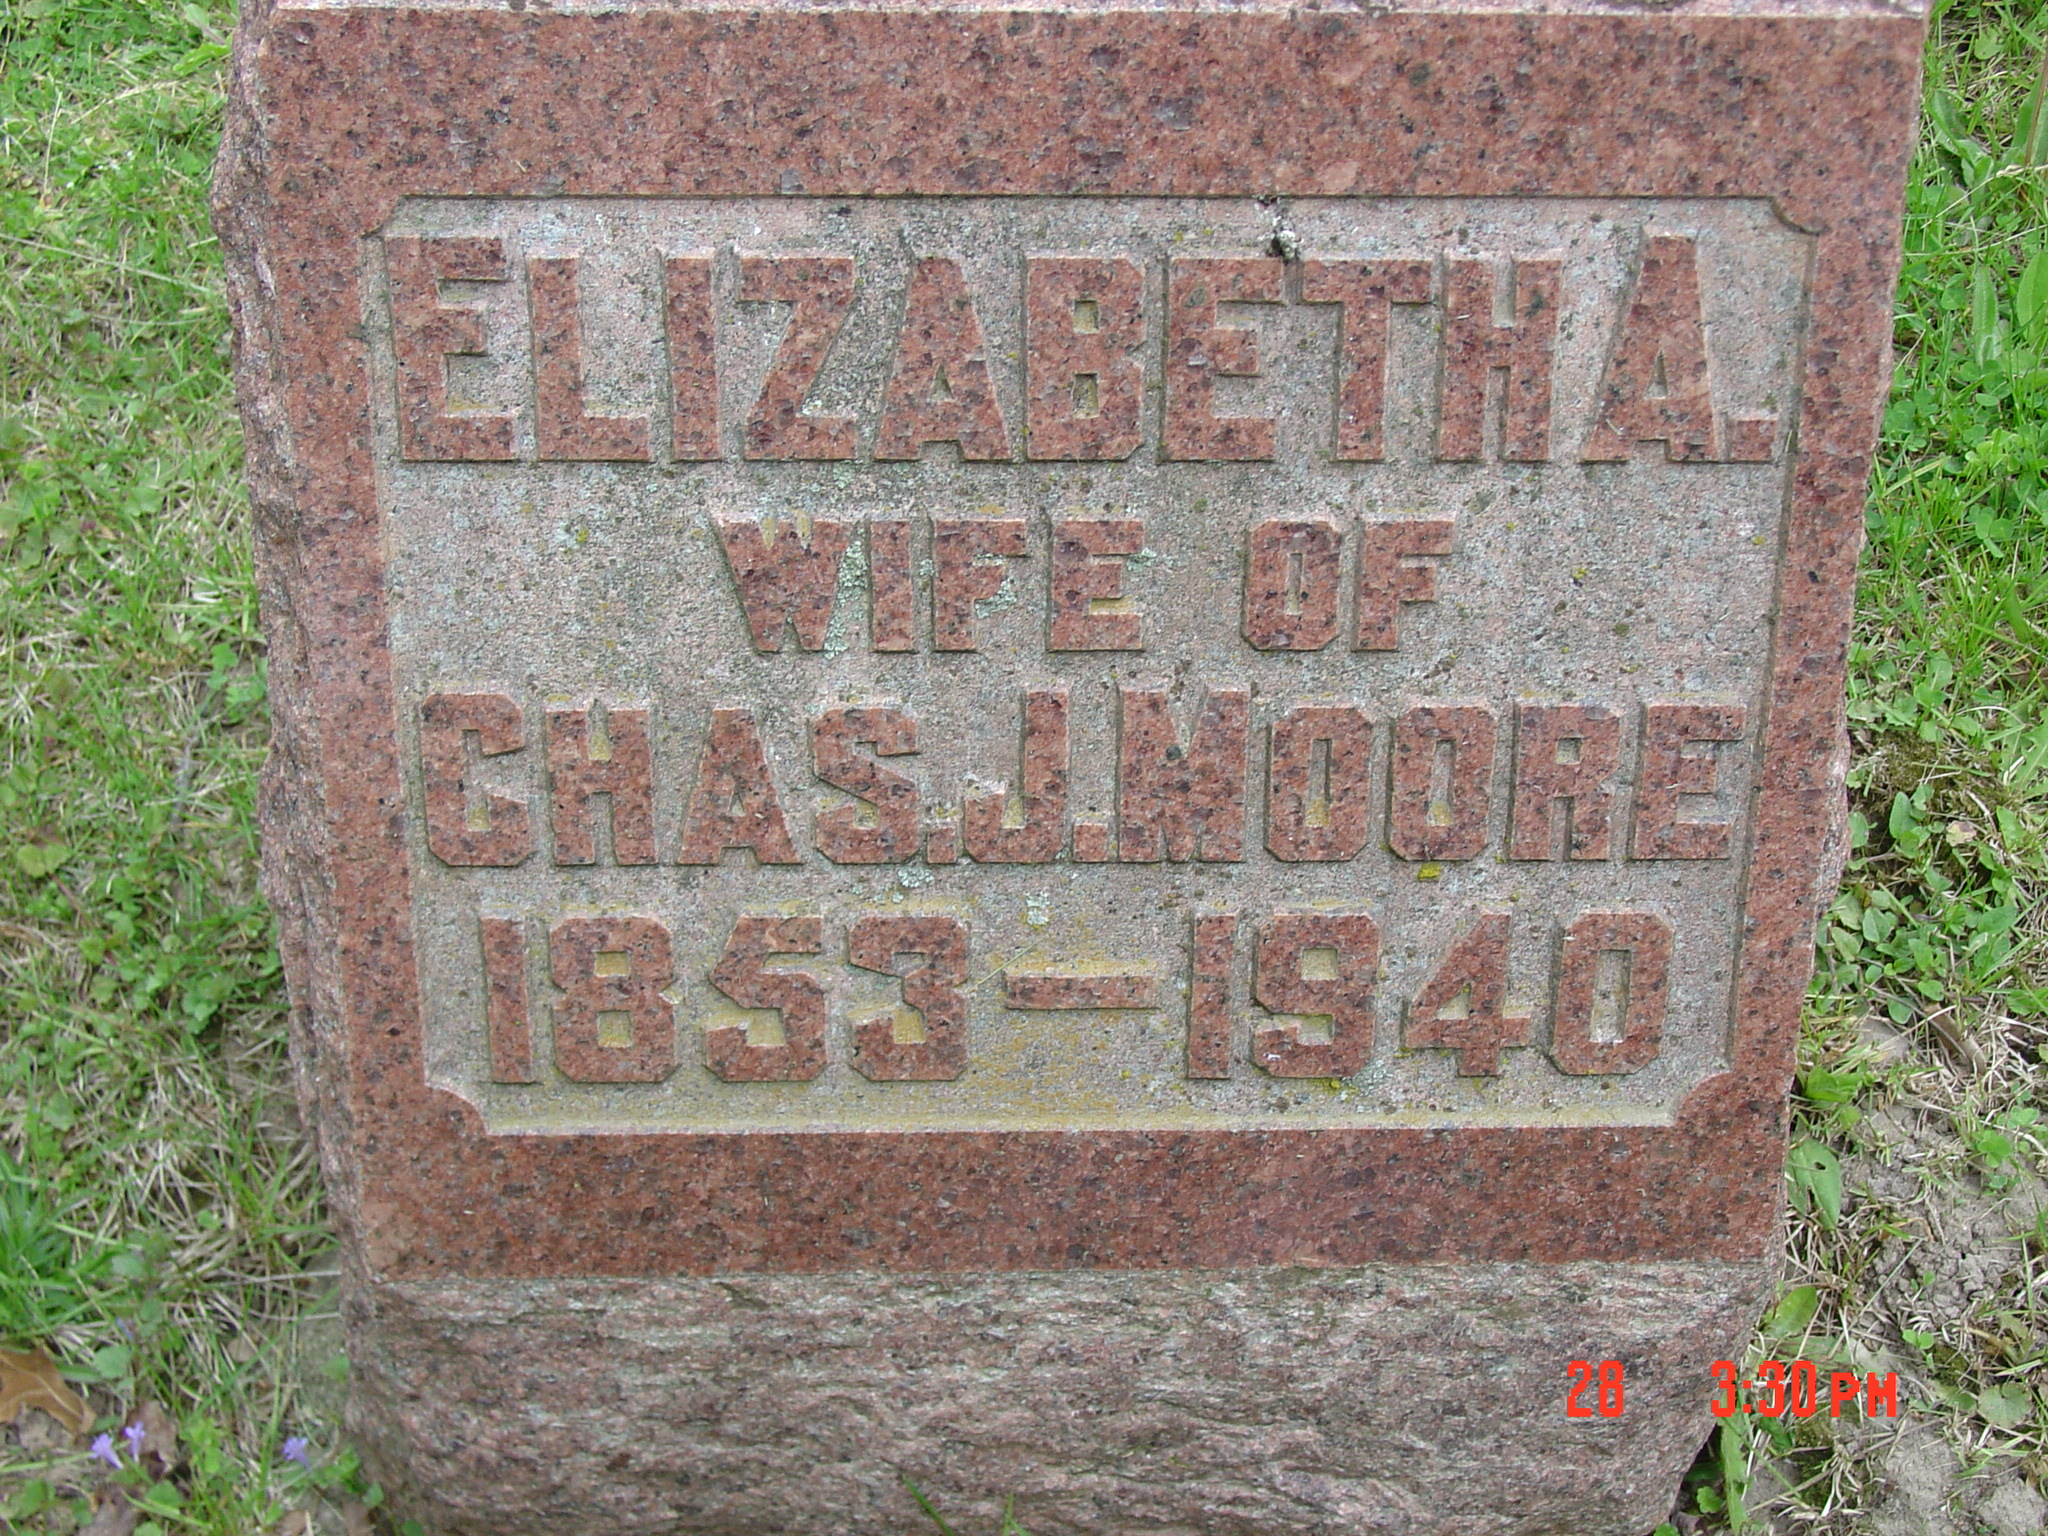 ELIZABETH A.
WIFE OF
CHAS. J. MOORE
1853 — 1940
28 3:30 PM